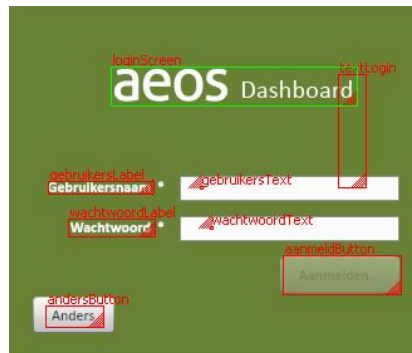 loginScreen
textLogin
aeos Dashboard
gebruikersLabel
Gebruikersnaam *
gebruikersText
wachtwoordLabel
Wachtwoord *
wachtwoordText
aanmeldButton
Aanmelden...
andersButton
Anders